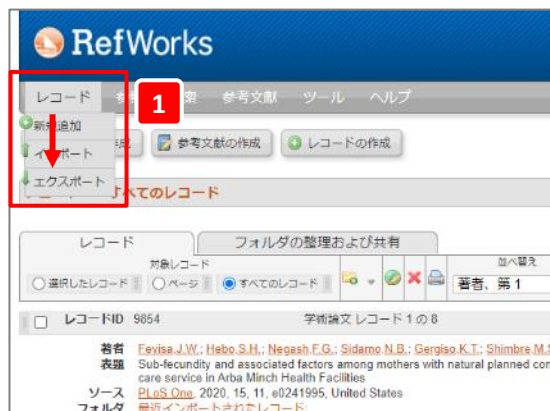 RefWorks
レコード 索 参考文献 ツール ヘルプ
1
新規追加
インポート
エクスポート
成 参考文献の作成 レコードの作成
すべてのレコード
レコード フォルダの整理および共有
対象レコード 並べ替え
選択したレコード ページ すべてのレコード 著者、第 1
レコードID 9854 学術論文 レコード 1 の 8
著者 Feyisa,J.W.; Hebo,S.H.; Negash,F.G.; Sidamo,N.B.; Gergiso,K.T.; Shimbre,M.S
表題 Sub-fecundity and associated factors among mothers with natural planned con
care service in Arba Minch Health Facilities
ソース PLoS One, 2020, 15, 11, e0241995, United States
フォルダ 最近インポートされたレコード;